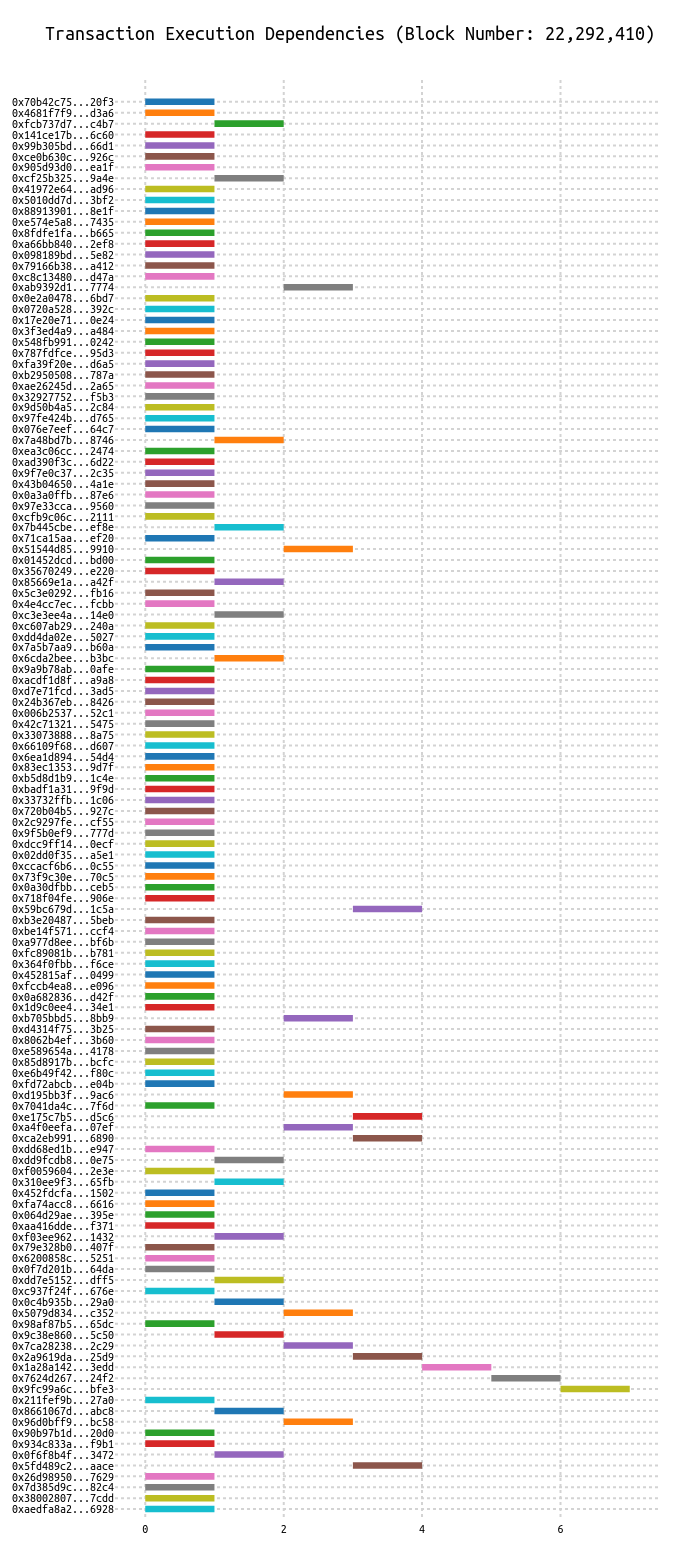 Transaction Execution Dependencies (Block Number: 22,292,410)
0x70b42c75...20f3
0x4681f7f9...d3a6
0xfcb737d7...c4b7
0x141ce17b...6c60
0x99b305bd...66d1
0xce0b630c...926c
0x905d93d0...ea1f
0xcf25b325...9a4e
0x41972e64...ad96
0x5010dd7d...3bf2
0x88913901...8e1f
0xe574e5a8...7435
0x8fdfe1fa...b665
0xa66bb840...2ef8
0x098189bd...5e82
0x79166b38...a412
0xc8c13480...d47a
0xab9392d1...7774
0x0e2a0478...6bd7
0x0720a528...392c
0x17e20e71...0e24
0x3f3ed4a9...a484
0x548fb991...0242
0x787fdfce...95d3
0xfa39f20e...d6a5
0xb2950508...787a
0xae26245d...2a65
0x32927752...f5b3
0x9d50b4a5...2c84
0x97fe424b...d765
0x076e7eef...64c7
0x7a48bd7b...8746
0xea3c06cc...2474
0xad390f3c...6d22
0x9f7e0c37...2c35
0x43b04650...4a1e
0x0a3a0ffb...87e6
0x97e33cca...9560
0xcfb9c06c...2111
0x7b445cbe...ef8e
0x71ca15aa...ef20
0x51544d85...9910
0x01452dcd...bd00
0x35670249...e220
0x85669e1a...a42f
0x5c3e0292...fb16
0x4e4cc7ec...fcbb
0xc3e3ee4a...14e0
0xc607ab29...240a
0xdd4da02e...5027
0x7a5b7aa9...b60a
0x6cda2bee...b3bc
0x9a9b78ab...0afe
0xacdf1d8f...a9a8
0xd7e71fcd...3ad5
0x24b367eb...8426
0x006b2537...52c1
0x42c71321...5475
0x33073888...8a75
0x66109f68...d607
0x6ea1d894...54d4
0x83ec1353...9d7f
0xb5d8d1b9...1c4e
0xbadf1a31...9f9d
0x33732ffb...1c06
0x720b04b5...927c
0x2c9297fe...cf55
0x9f5b0ef9...777d
0xdcc9ff14...0ecf
0x02dd0f35...a5e1
0xccacf6b6...0c55
0x73f9c30e...70c5
0x0a30dfbb...ceb5
0x718f04fe...906e
0x59bc679d...1c5a
0xb3e20487...5beb
0xbe14f571...ccf4
0xa977d8ee...bf6b
0xfc89081b...b781
0x364f0fbb...f6ce
0x452815af...0499
0xfccb4ea8...e096
0x0a682836...d42f
0x1d9c0ee4...34e1
0xb705bbd5...8bb9
0xd4314f75...3b25
0x8062b4ef...3b60
0xe589654a...4178
0x85d8917b...bcfc
0xe6b49f42...f80c
0xfd72abcb...e04b
0xd195bb3f...9ac6
0x7041da4c...7f6d
0xe175c7b5...d5c6
0xa4f0eefa...07ef
0xca2eb991...6890
0xdd68ed1b...e947
0xdd9fcdb8...0e75
0xf0059604...2e3e
0x310ee9f3...65fb
0x452fdcfa...1502
0xfa74acc8...6616
0x064d29ae...395e
0xaa416dde...f371
0xf03ee962...1432
0x79e328b0...407f
0x6200858c...5251
0x0f7d201b...64da
0xdd7e5152...dff5
0xc937f24f...676e
0x0c4b935b...29a0
0x5079d834...c352
0x98af87b5...65dc
0x9c38e860...5c50
0x7ca28238...2c29
0x2a9619da...25d9
0x1a28a142...3edd
0x7624d267...24f2
0x9fc99a6c...bfe3
0x211fef9b...27a0
0x8661067d...abc8
0x96d0bff9...bc58
0x90b97b1d...20d0
0x934c833a...f9b1
0x0f6f8b4f...3472
0x5fd489c2...aace
0x26d98950...7629
0x7d385d9c...82c4
0x38002807...7cdd
0xaedfa8a2...6928
0 2 4 6